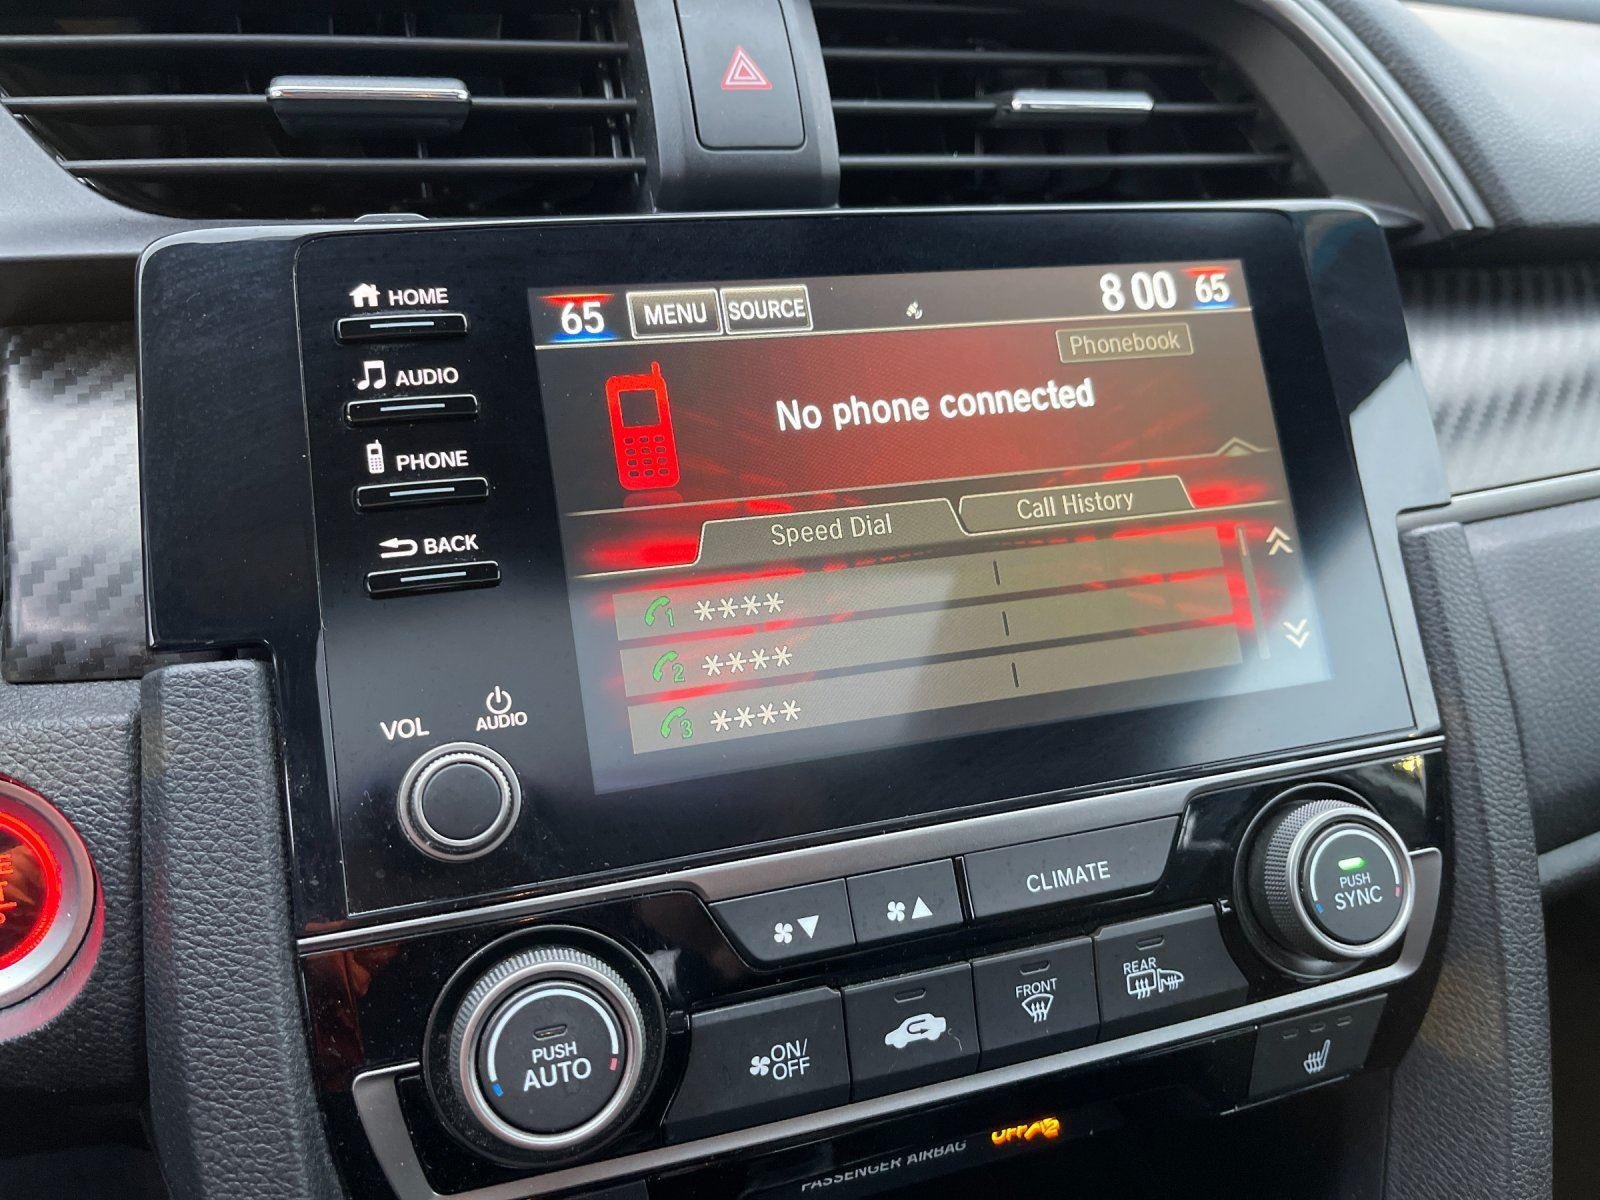 HOME
AUDIO
PHONE
BACK
VOL
AUDIO
65
MENU
SOURCE
8:00
65
Phonebook
No phone connected
Speed Dial
Call History
1 ****
2 ****
3 ****
CLIMATE
PUSH
SYNC
PUSH
AUTO
ON/
OFF
FRONT
REAR
PASSENGER AIRBAG
OFF